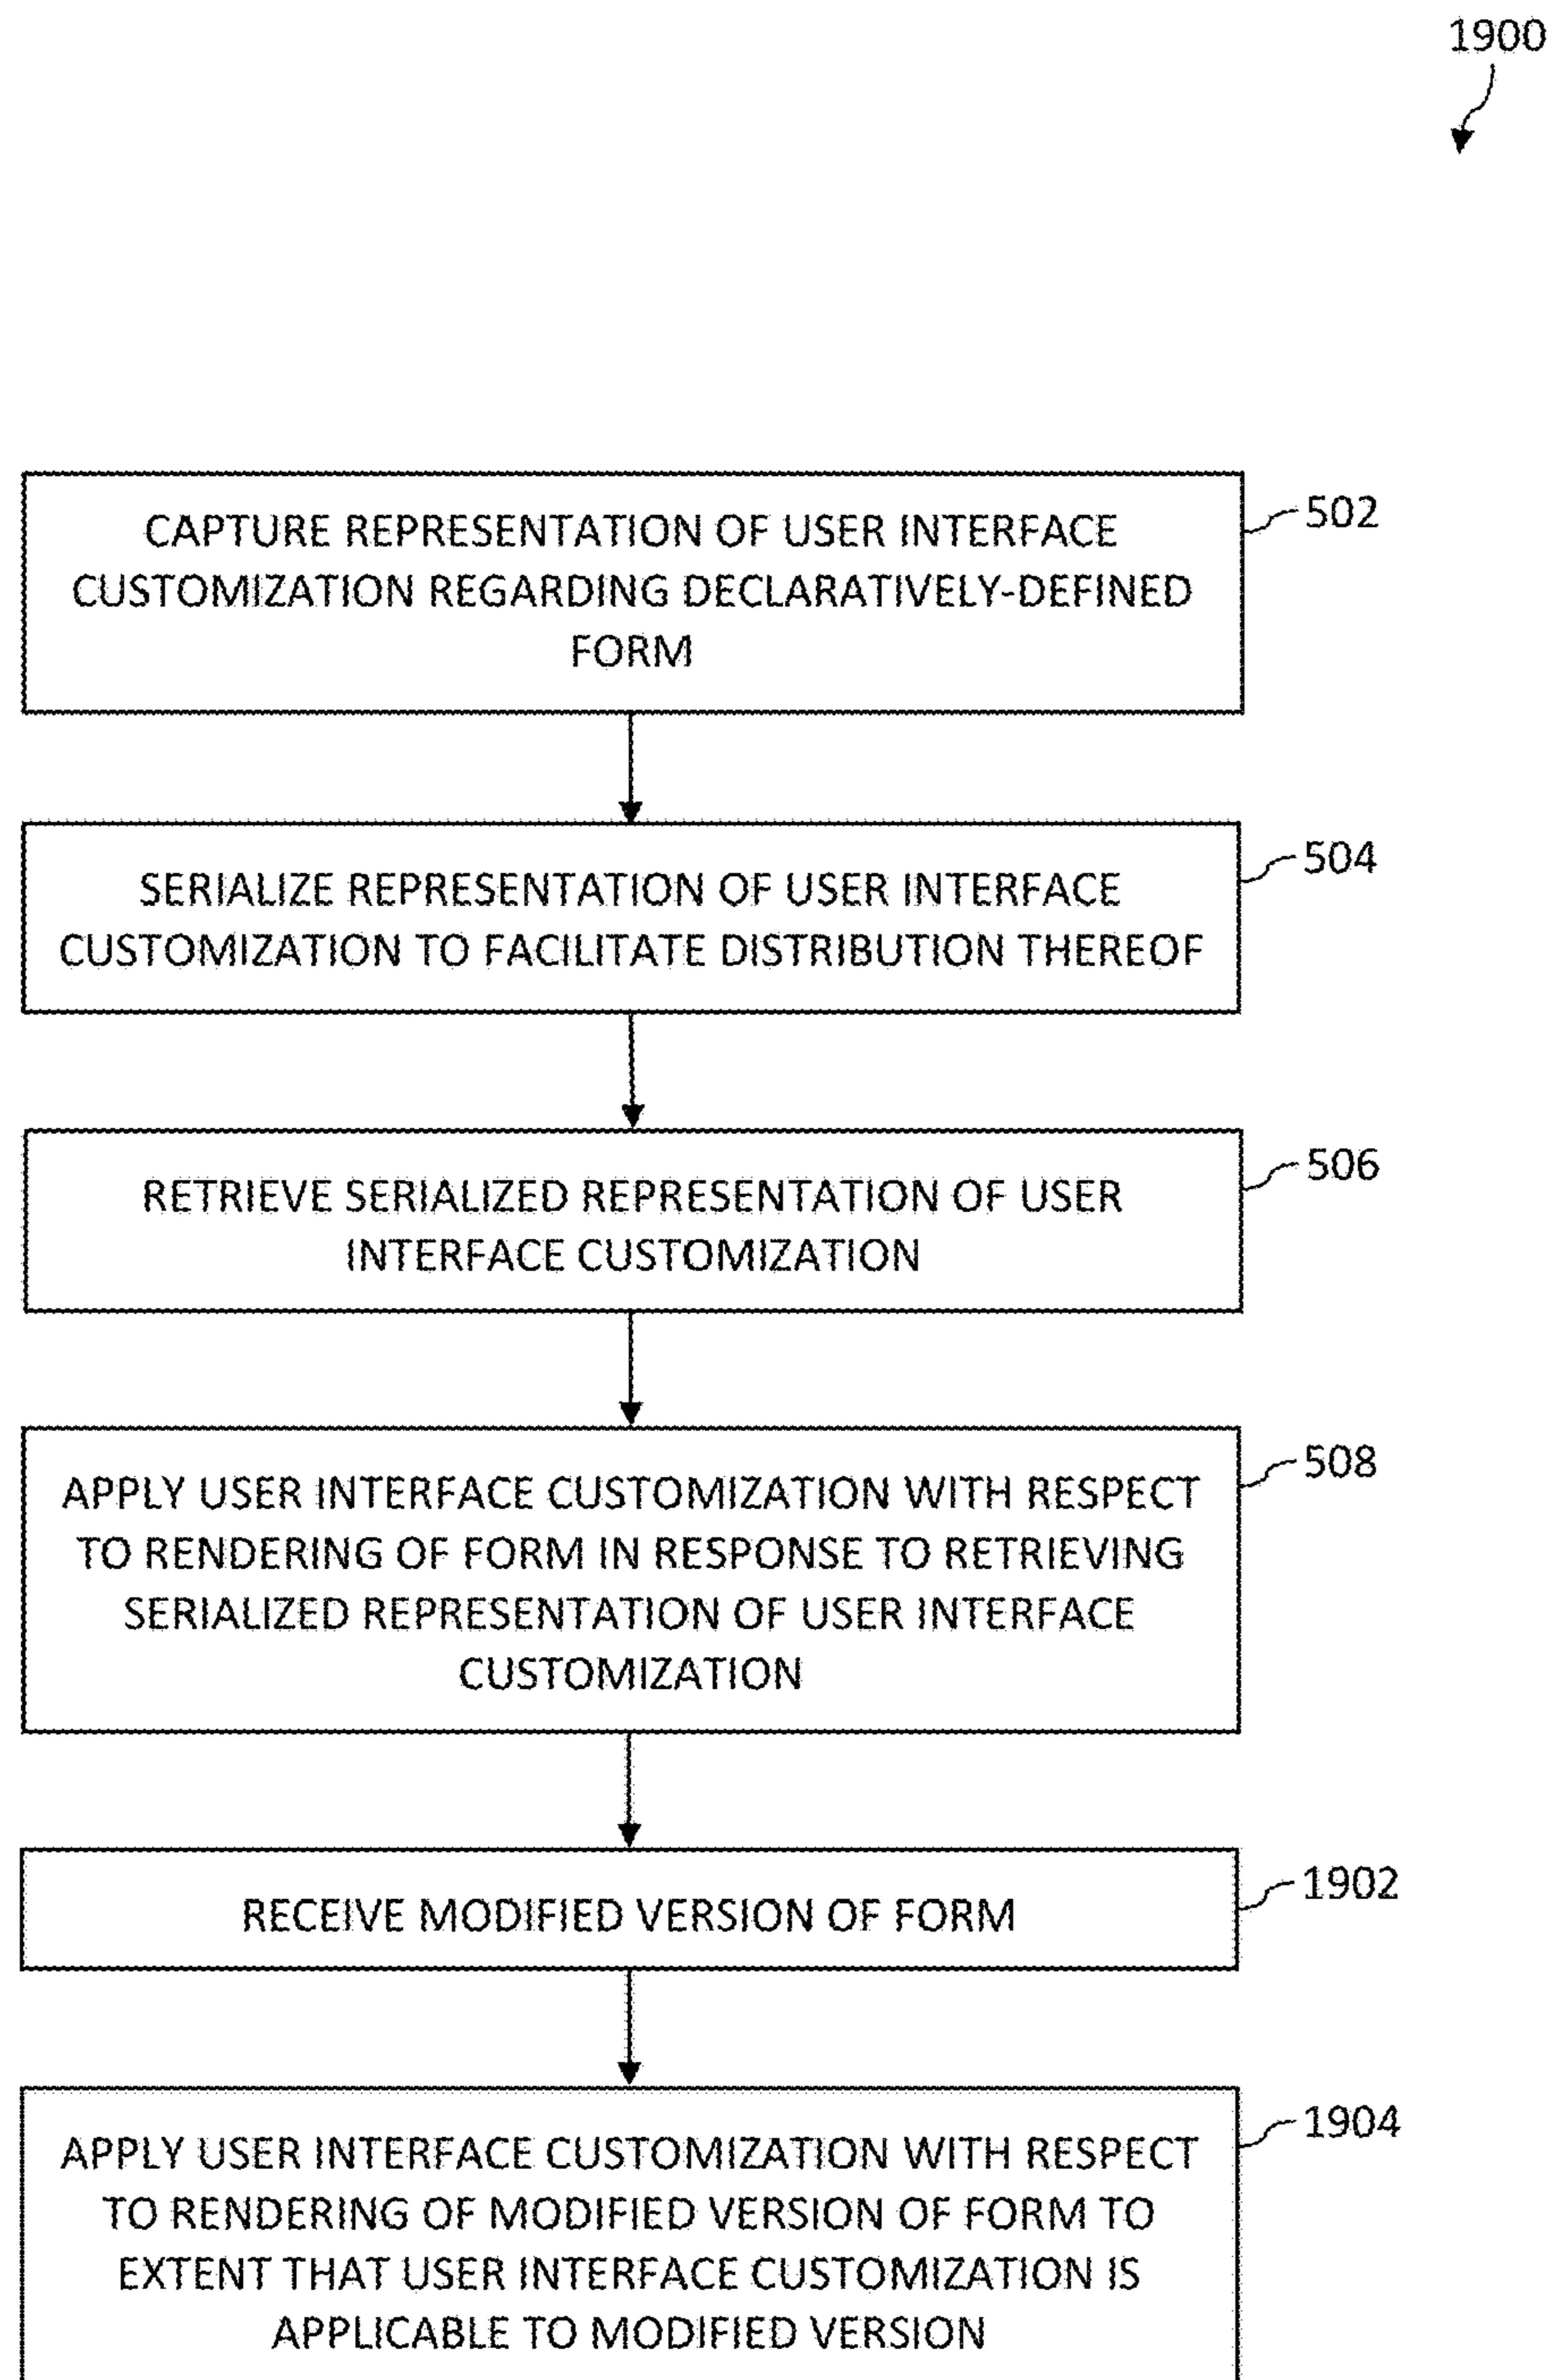 1900
CAPTURE REPRESENTATION OF USER INTERFACE
CUSTOMIZATION REGARDING DECLARATIVELY-DEFINED
FORM
502
SERIALIZE REPRESENTATION OF USER INTERFACE
CUSTOMIZATION TO FACILITATE DISTRIBUTION THEREOF
504
RETRIEVE SERIALIZED REPRESENTATION OF USER
INTERFACE CUSTOMIZATION
506
APPLY USER INTERFACE CUSTOMIZATION WITH RESPECT
TO RENDERING OF FORM IN RESPONSE TO RETRIEVING
SERIALIZED REPRESENTATION OF USER INTERFACE
CUSTOMIZATION
508
RECEIVE MODIFIED VERSION OF FORM
1902
APPLY USER INTERFACE CUSTOMIZATION WITH RESPECT
TO RENDERING OF MODIFIED VERSION OF FORM TO
EXTENT THAT USER INTERFACE CUSTOMIZATION IS
APPLICABLE TO MODIFIED VERSION
1904